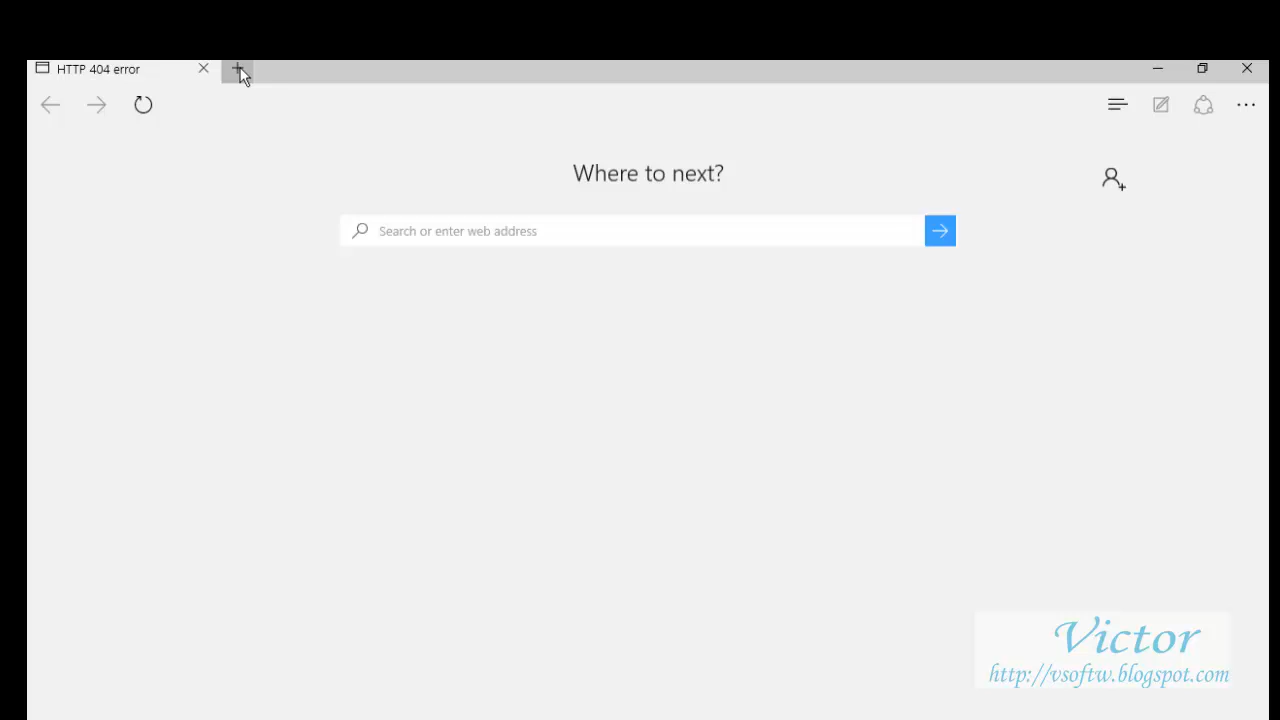 HTTP 404 error
Where to next?
Search or enter web address
Victor
http://vsoftw.blogspot.com